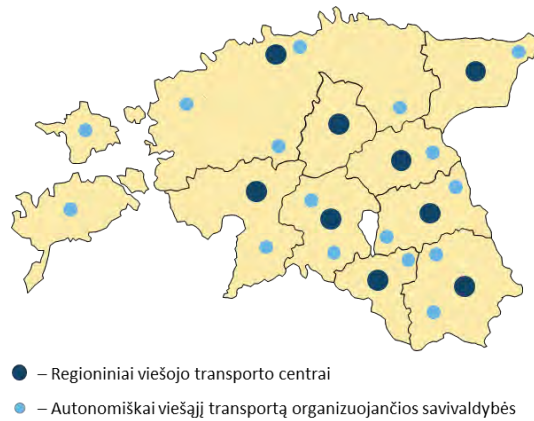 – Regioniniai viešojo transporto centrai
– Autonomiškai viešąjį transportą organizuojančios savivaldybės